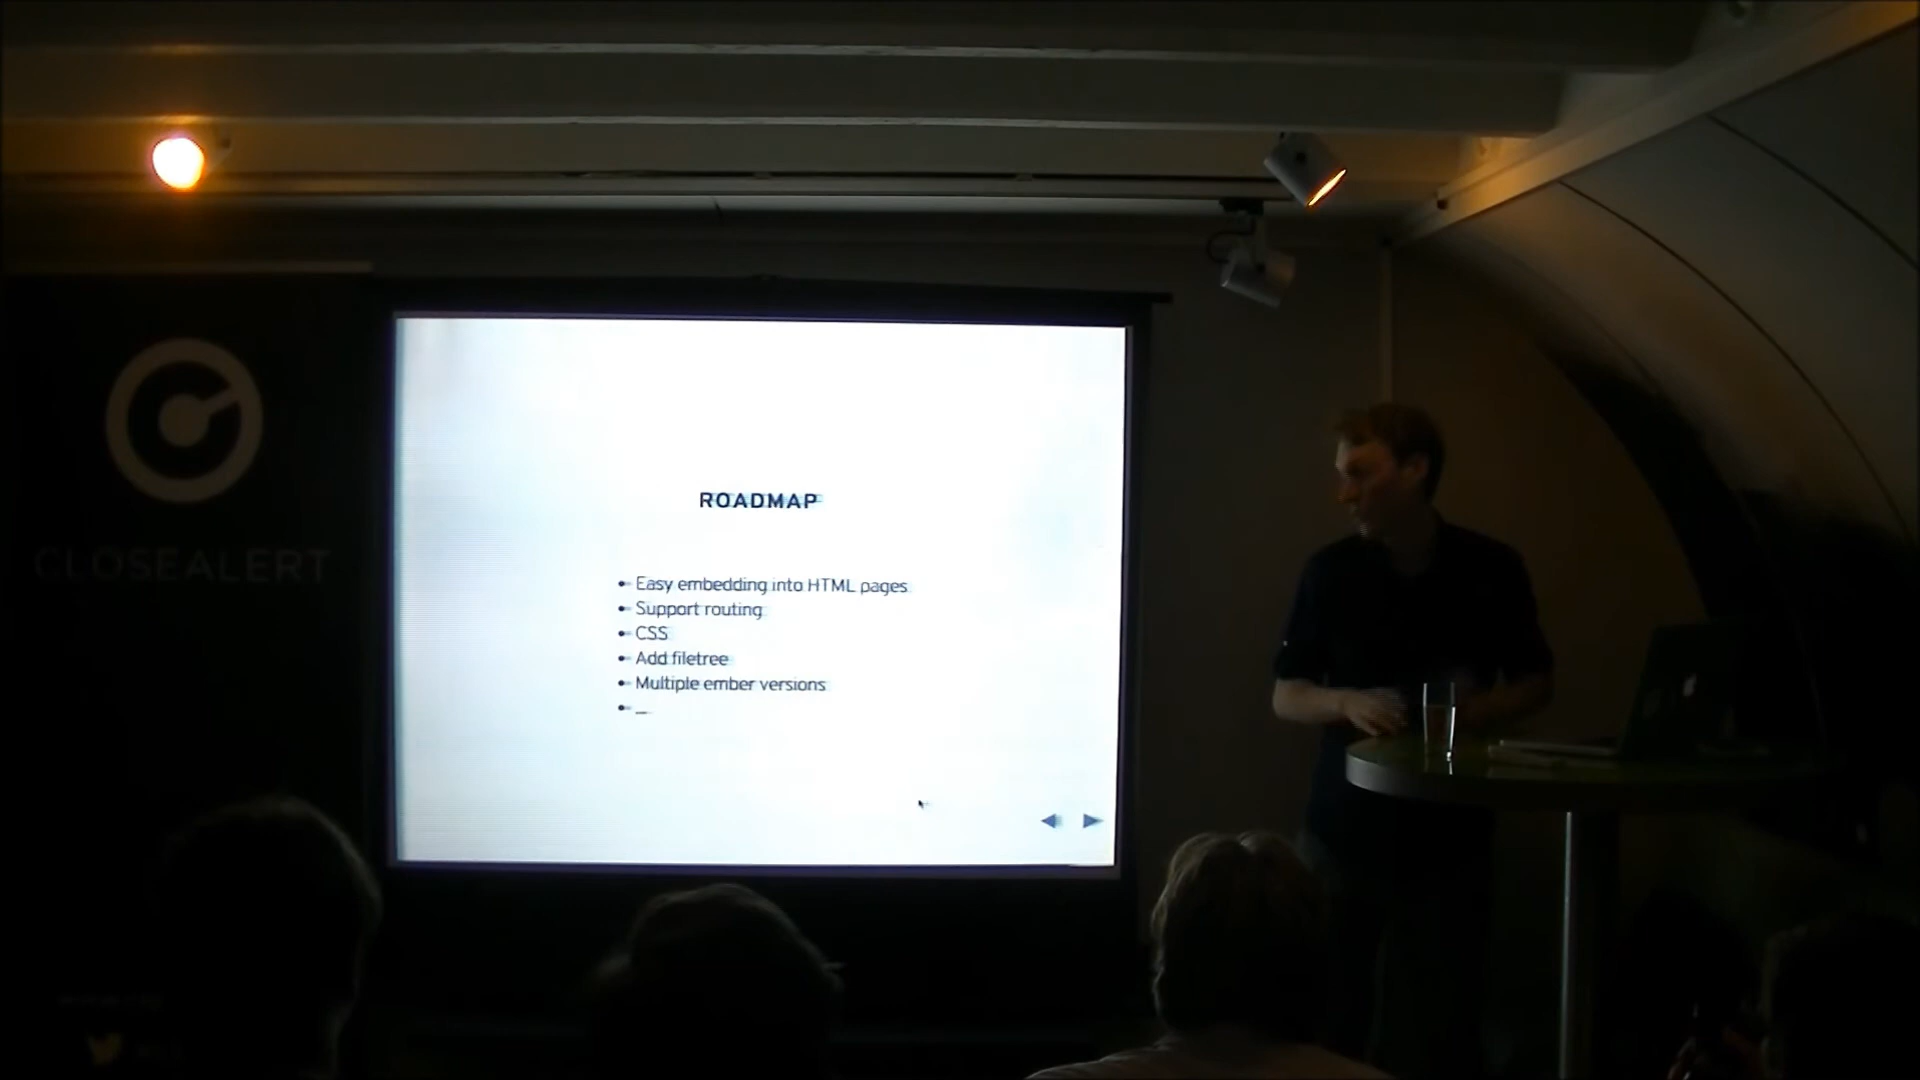 CLOSEALERT
ROADMAP
• Easy embedding into HTML pages
• Support routing
• CSS
• Add filetree
• Multiple ember versions
• ...